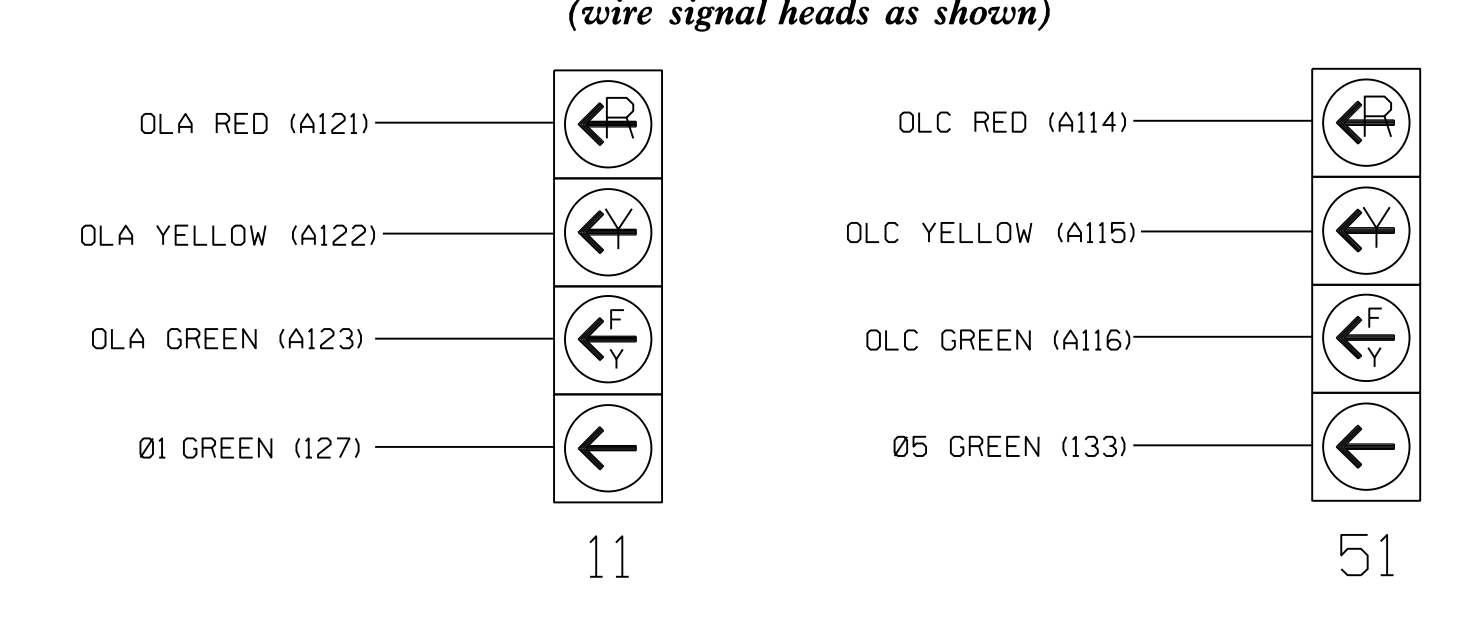 (wire signal heads as shown)
OLA RED (A121)
R
OLA YELLOW (A122)
Y
OLA GREEN (A123)
F
Y
Ø1 GREEN (127)
11
OLC RED (A114)
R
OLC YELLOW (A115)
Y
OLC GREEN (A116)
F
Y
Ø5 GREEN (133)
51